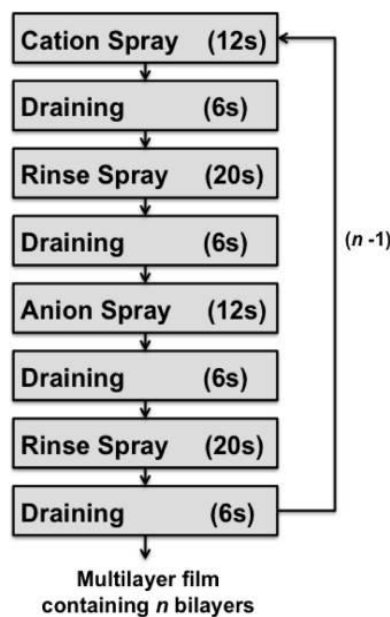 Cation Spray (12s)
Draining (6s)
Rinse Spray (20s)
Draining (6s)
(n -1)
Anion Spray (12s)
Draining (6s)
Rinse Spray (20s)
Draining (6s)
Multilayer film
containing n bilayers